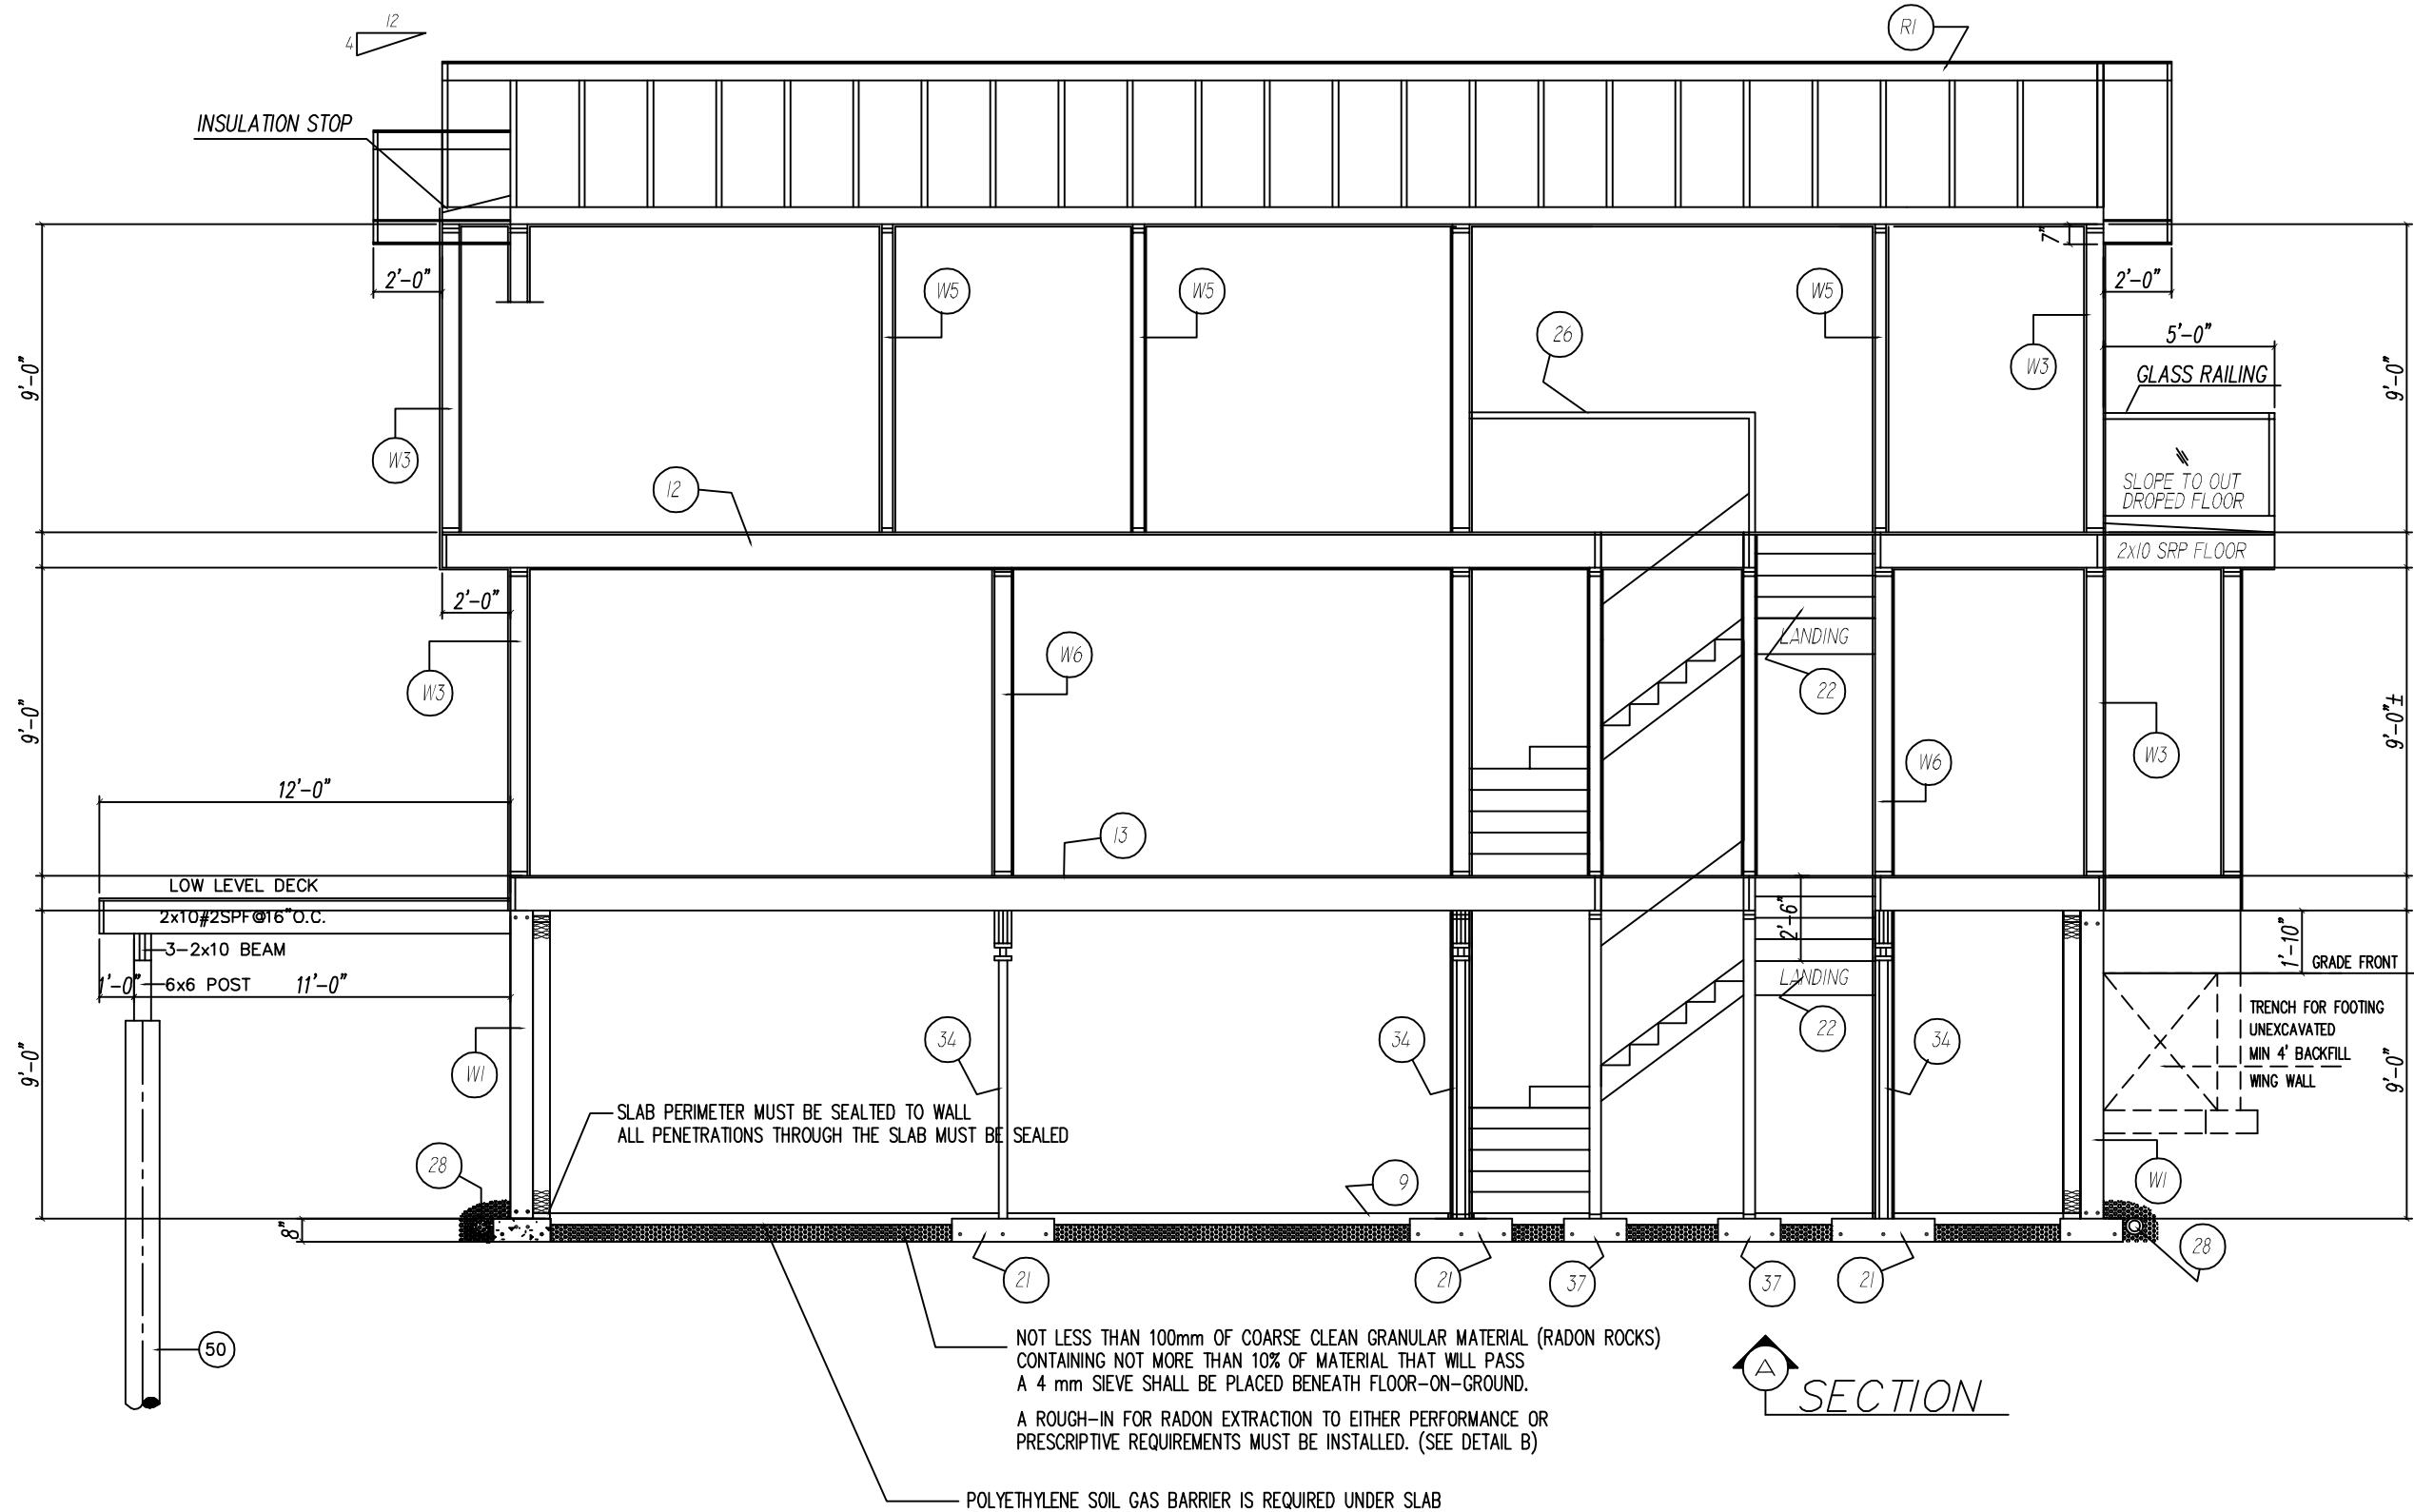 12
4
R1
INSULATION STOP
7"
2'-0"
W5
W5
W5
2'-0"
26
5'-0"
9'-0"
W3
GLASS RAILING
9'-0"
W3
12
SLOPE TO OUT
DROPED FLOOR
2X10 SRP FLOOR
2'-0"
LANDING
W6
W3
22
9'-0"
9'-0"±
W6
W3
12'-0"
13
LOW LEVEL DECK
2x10#2SPF@16"O.C.
2'-6"
3-2x10 BEAM
1'-10"
GRADE FRONT
1'-0"
6x6 POST
11'-0"
LANDING
TRENCH FOR FOOTING
UNEXCAVATED
34
34
22
34
MIN 4' BACKFILL
9'-0"
W1
9'-0"
WING WALL
SLAB PERIMETER MUST BE SEALTED TO WALL
ALL PENETRATIONS THROUGH THE SLAB MUST BE SEALED
28
9
W1
8"
28
21
21
37
37
21
50
NOT LESS THAN 100mm OF COARSE CLEAN GRANULAR MATERIAL (RADON ROCKS)
CONTAINING NOT MORE THAN 10% OF MATERIAL THAT WILL PASS
A 4 mm SIEVE SHALL BE PLACED BENEATH FLOOR-ON-GROUND.
A ROUGH-IN FOR RADON EXTRACTION TO EITHER PERFORMANCE OR
PRESCRIPTIVE REQUIREMENTS MUST BE INSTALLED. (SEE DETAIL B)
A
SECTION
POLYETHYLENE SOIL GAS BARRIER IS REQUIRED UNDER SLAB